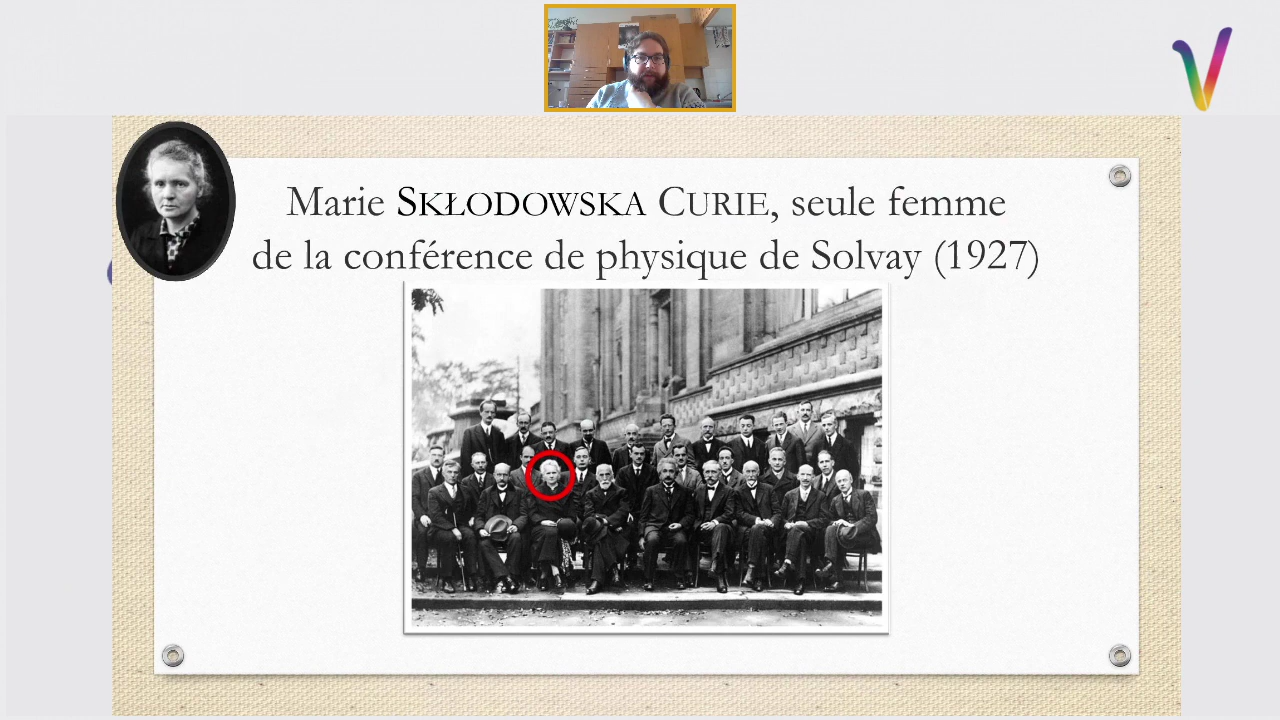 Marie SKŁODOWSKA CURIE, seule femme
de la conférence de physique de Solvay (1927)